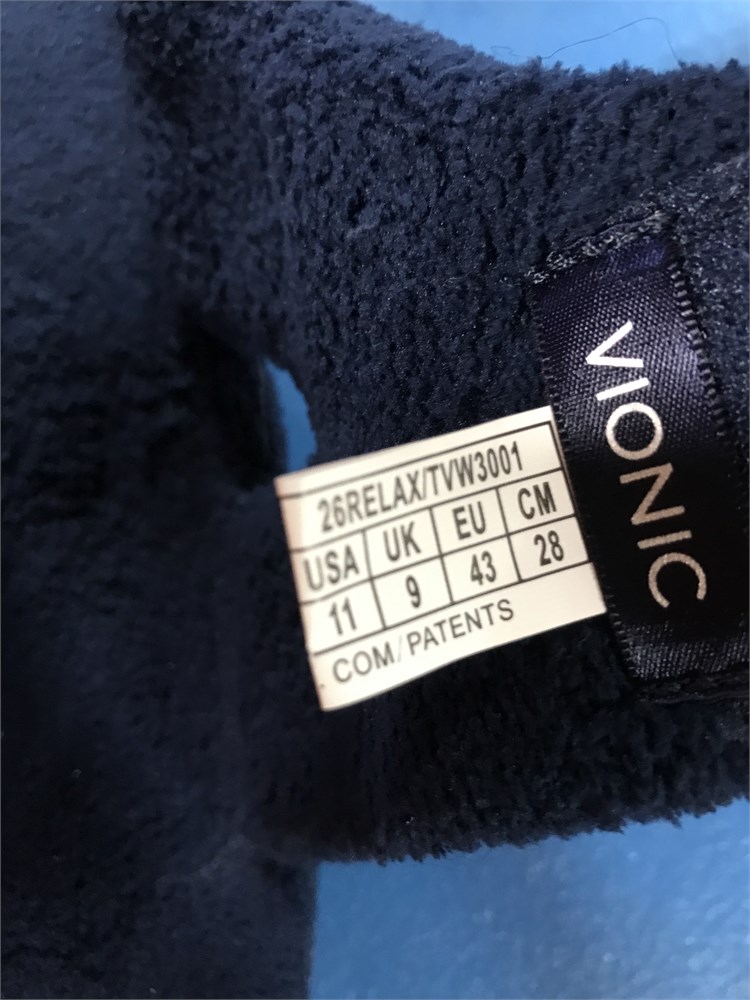 26RELAX/TVW3001
USA UK EU CM
11 9 43 28
COM/PATENTS
VIONIC